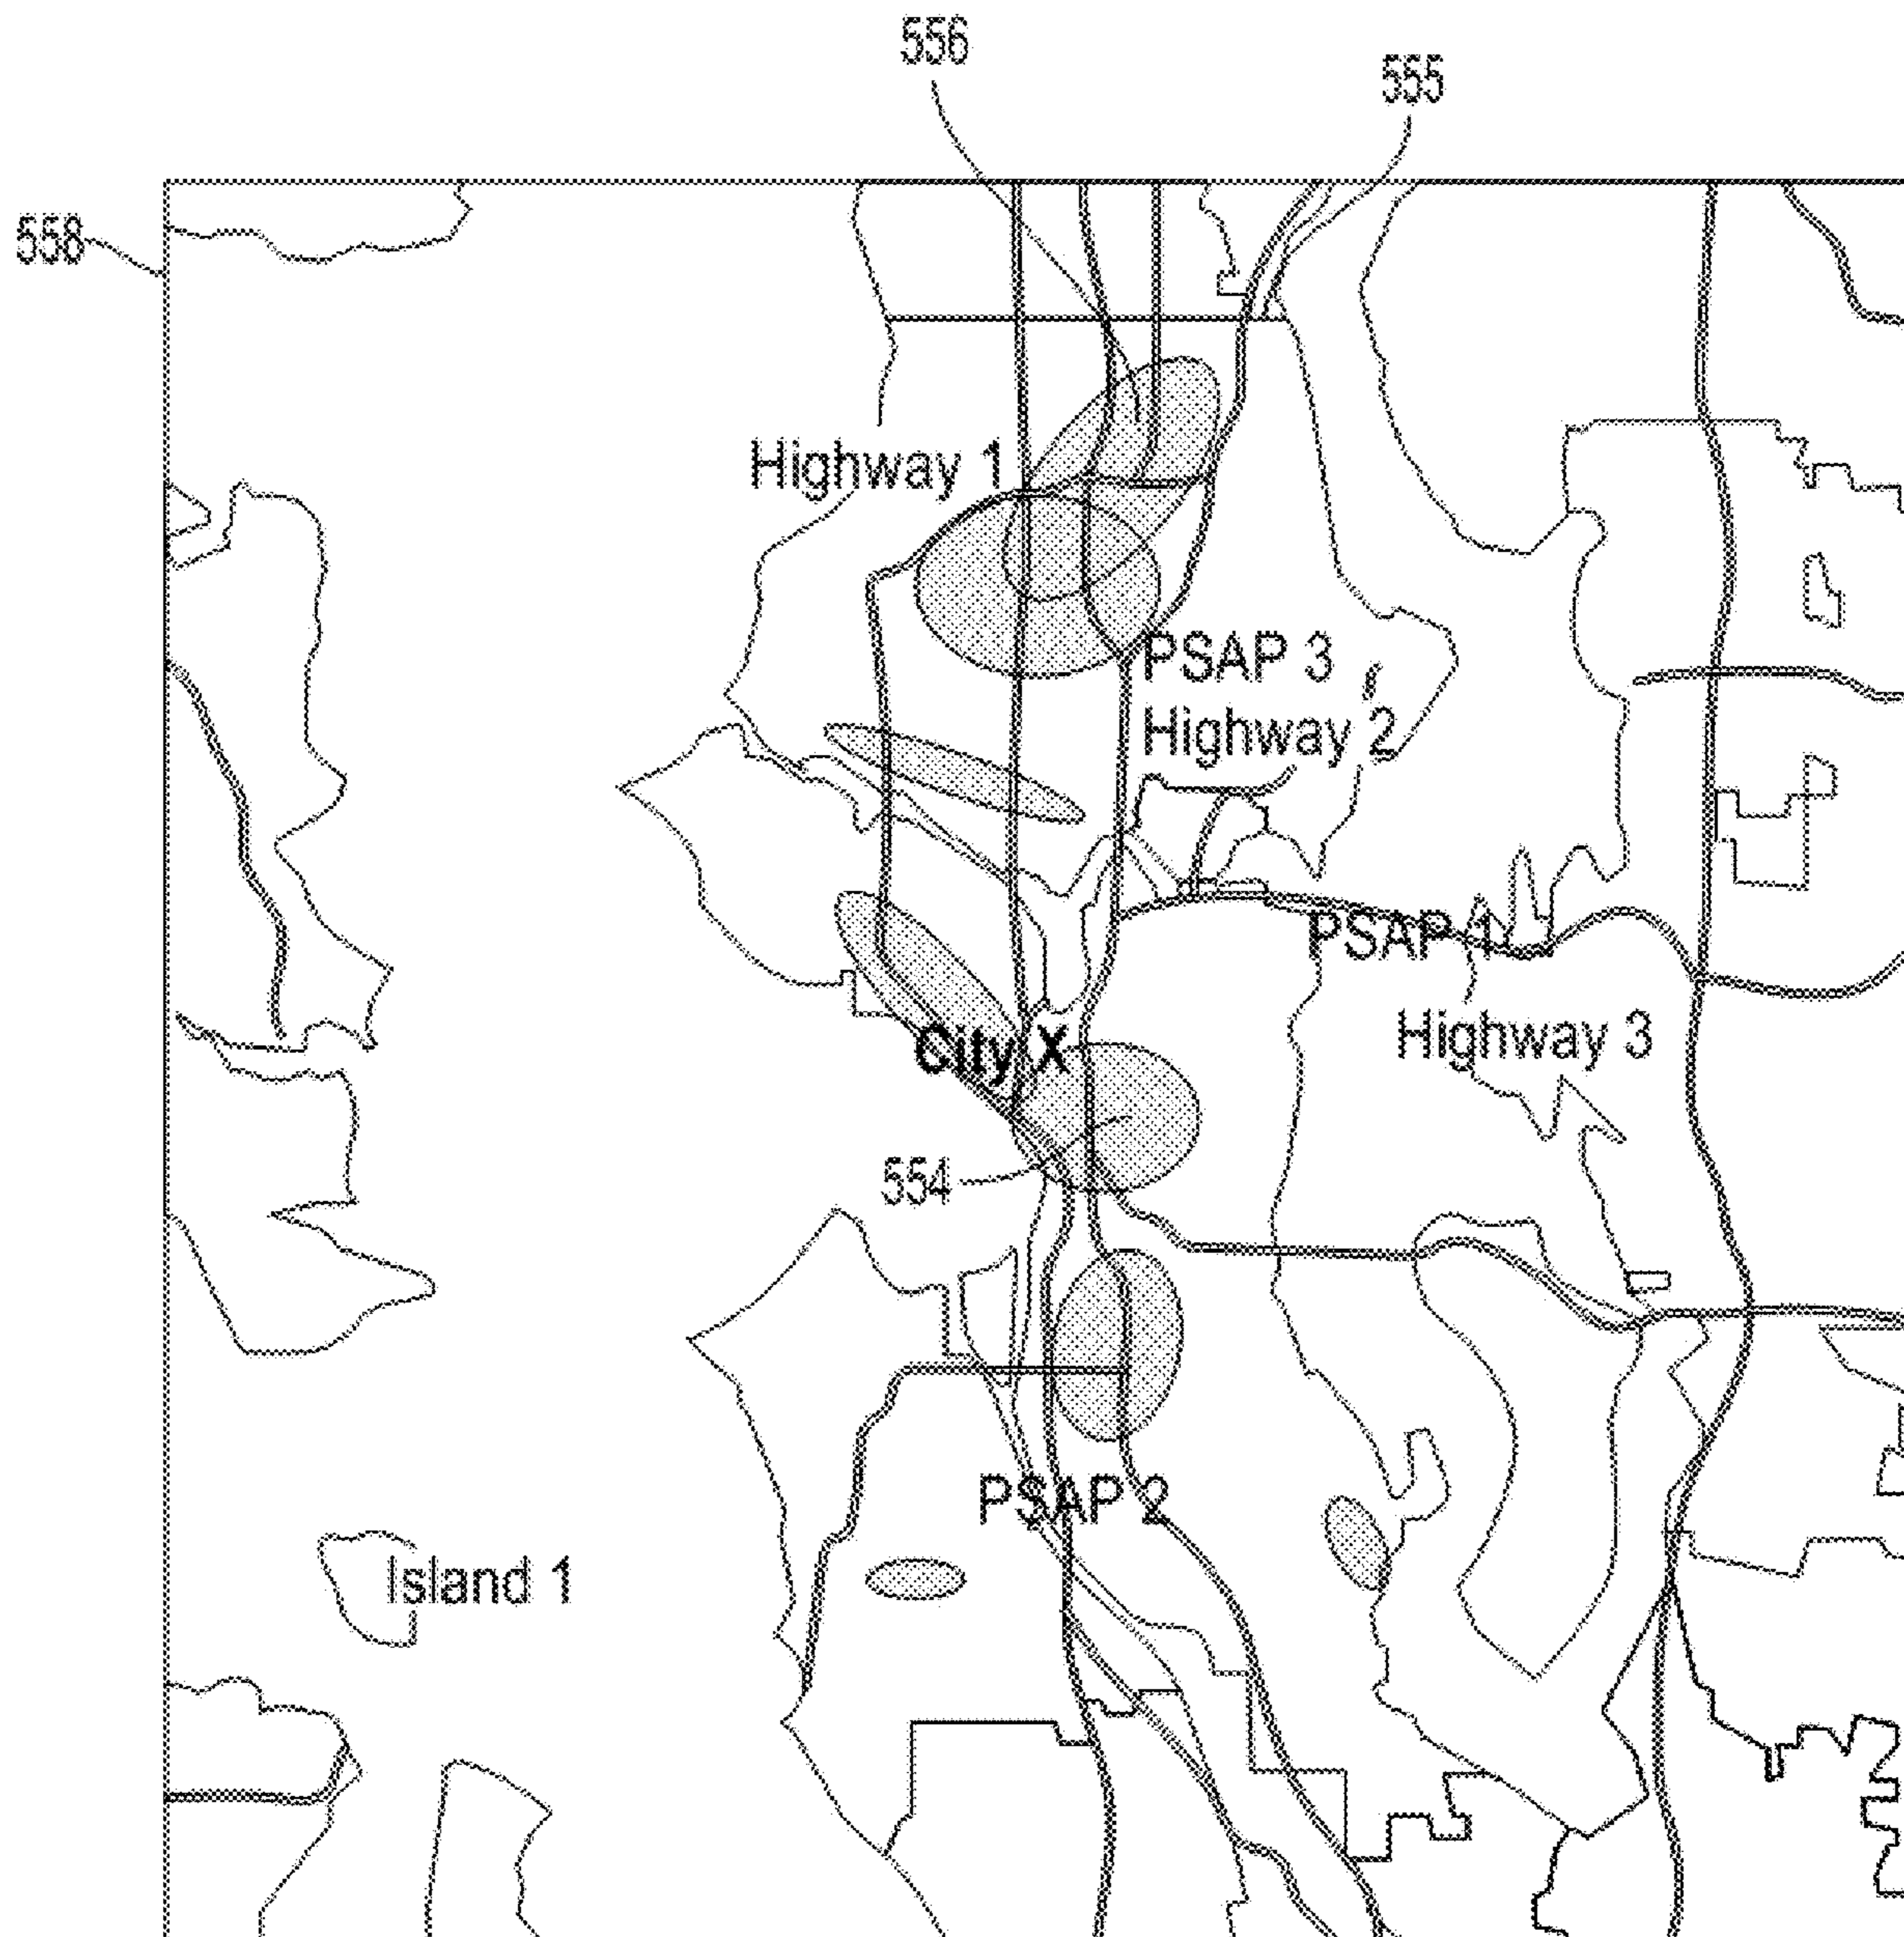 556
555
558
Highway 1
PSAP 3
Highway 2
PSAP 1
Highway 3
City X
554
PSAP 2
Island 1